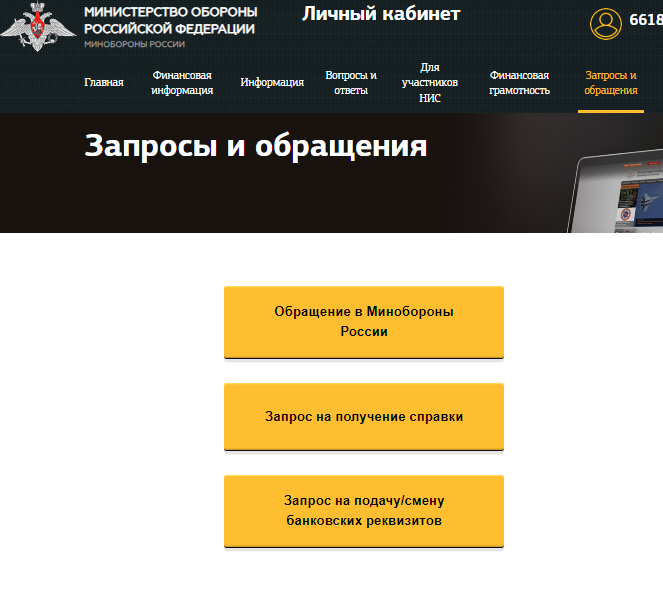 МИНИСТЕРСТВО ОБОРОНЫ
РОССИЙСКОЙ ФЕДЕРАЦИИ
МИНОБОРОНЫ РОССИИ
Личный кабинет
6618
Главная
Финансовая
информация
Информация
Вопросы и
ответы
Для
участников
НИС
Финансовая
грамотность
Запросы и
обращения
Запросы и обращения
Обращение в Минобороны
России
Запрос на получение справки
Запрос на подачу/смену
банковских реквизитов